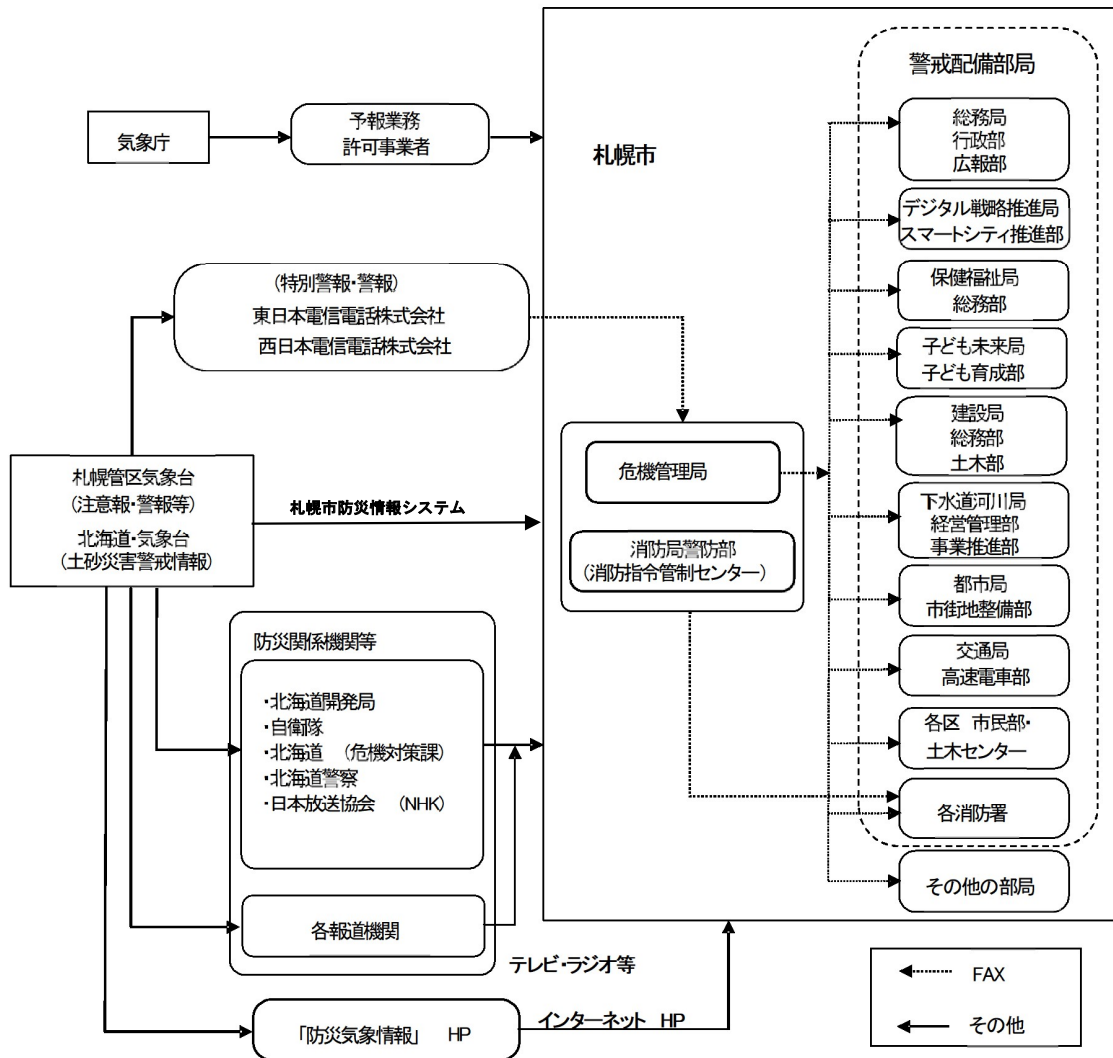 気象庁
予報業務
許可事業者
札幌市
警戒配備部局
総務局
行政部
広報部
デジタル戦略推進局
スマートシティ推進部
保健福祉局
総務部
子ども未来局
子ども育成部
建設局
総務部
土木部
下水道河川局
経営管理部
事業推進部
都市局
市街地整備部
交通局
高速電車部
各区 市民部・
土木センター
各消防署
その他の部局
(特別警報・警報)
東日本電信電話株式会社
西日本電信電話株式会社
危機管理局
消防局警防部
(消防指令管制センター)
札幌管区気象台
(注意報・警報等)
北海道・気象台
(土砂災害警戒情報)
札幌市防災情報システム
防災関係機関等
・北海道開発局
・自衛隊
・北海道 (危機対策課)
・北海道警察
・日本放送協会 (NHK)
各報道機関
テレビ・ラジオ等
「防災気象情報」 HP
インターネット HP
FAX
その他